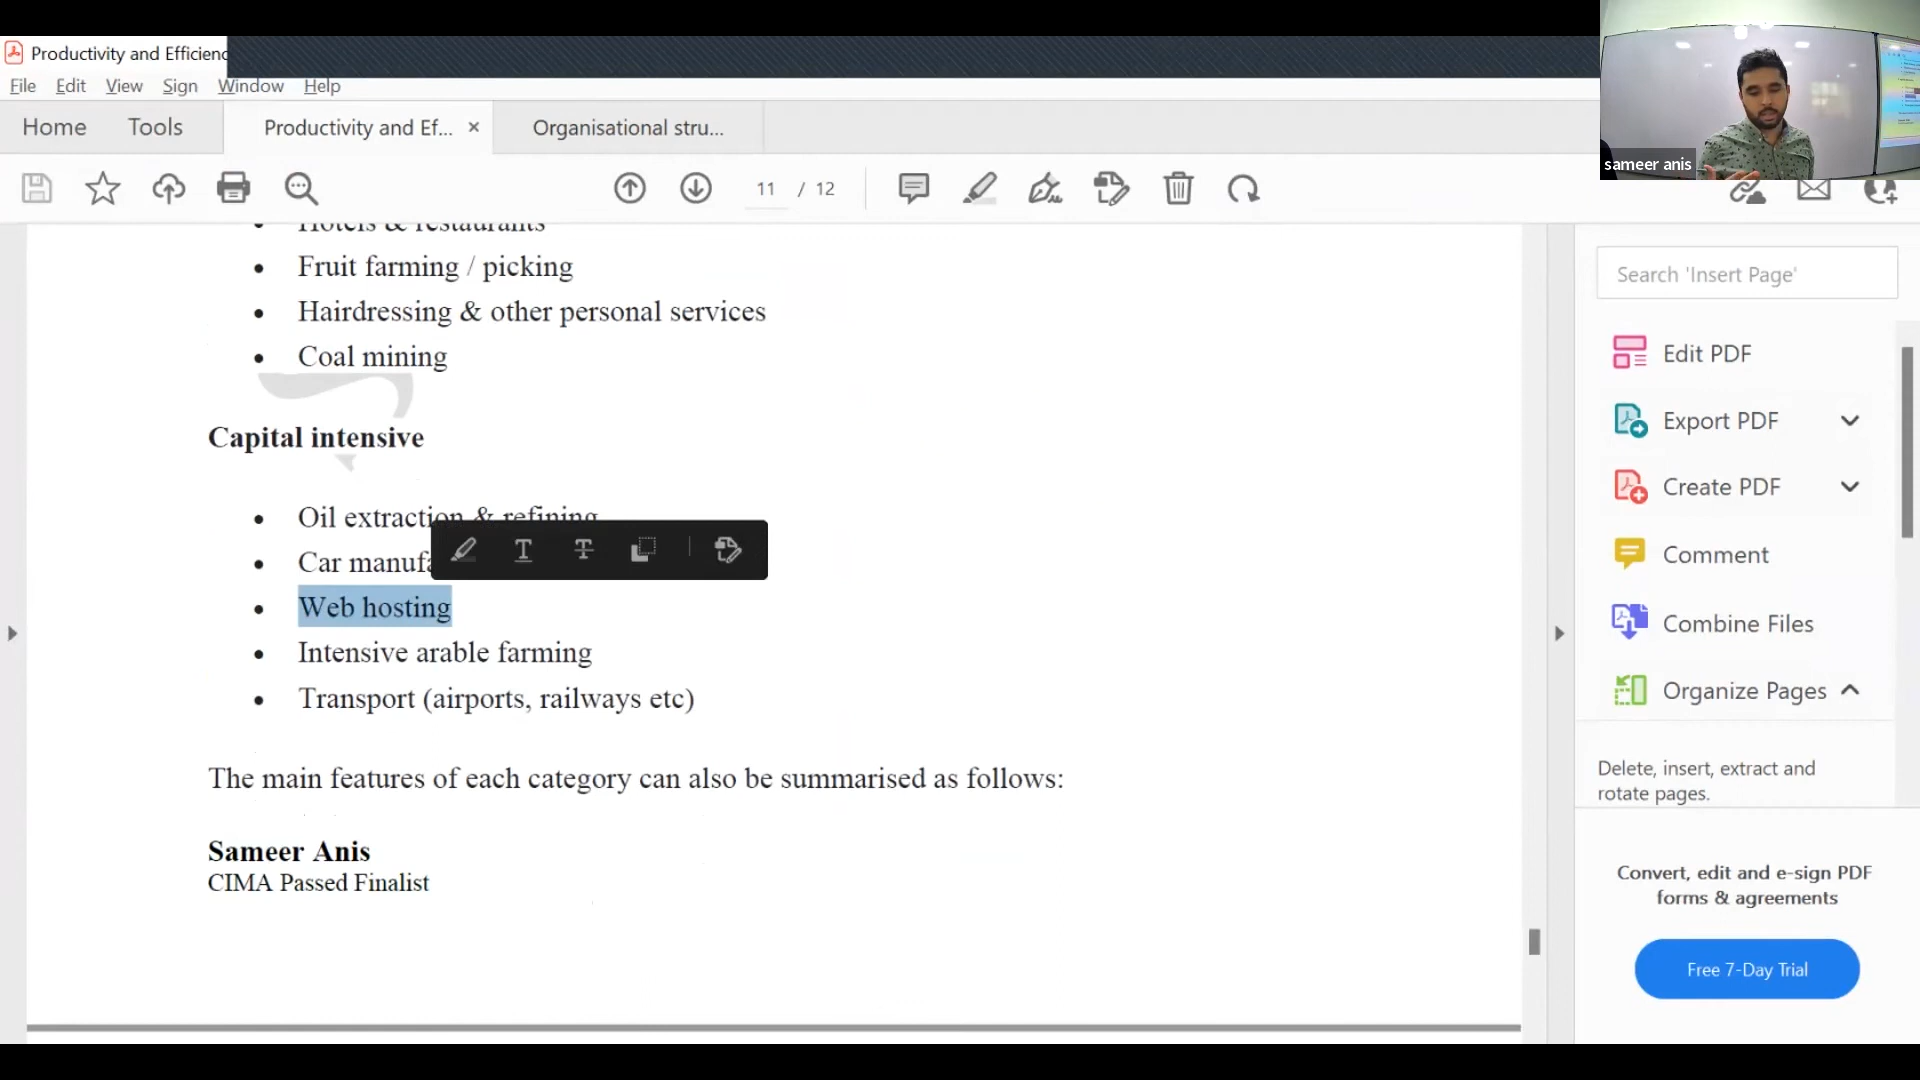 Productivity and Efficienc
sameer anis
File Edit View Sign Window Help
Home Tools Productivity and Ef... × Organisational stru...
11 / 12
Hotels & restaurants
• Fruit farming / picking
• Hairdressing & other personal services
• Coal mining
Capital intensive
• Oil extraction & refining
• Car manufa
• Web hosting
• Intensive arable farming
• Transport (airports, railways etc)
The main features of each category can also be summarised as follows:
Sameer Anis
CIMA Passed Finalist
Search 'Insert Page'
Edit PDF
Export PDF
Create PDF
Comment
Combine Files
Organize Pages
Delete, insert, extract and
rotate pages.
Convert, edit and e-sign PDF
forms & agreements
Free 7-Day Trial